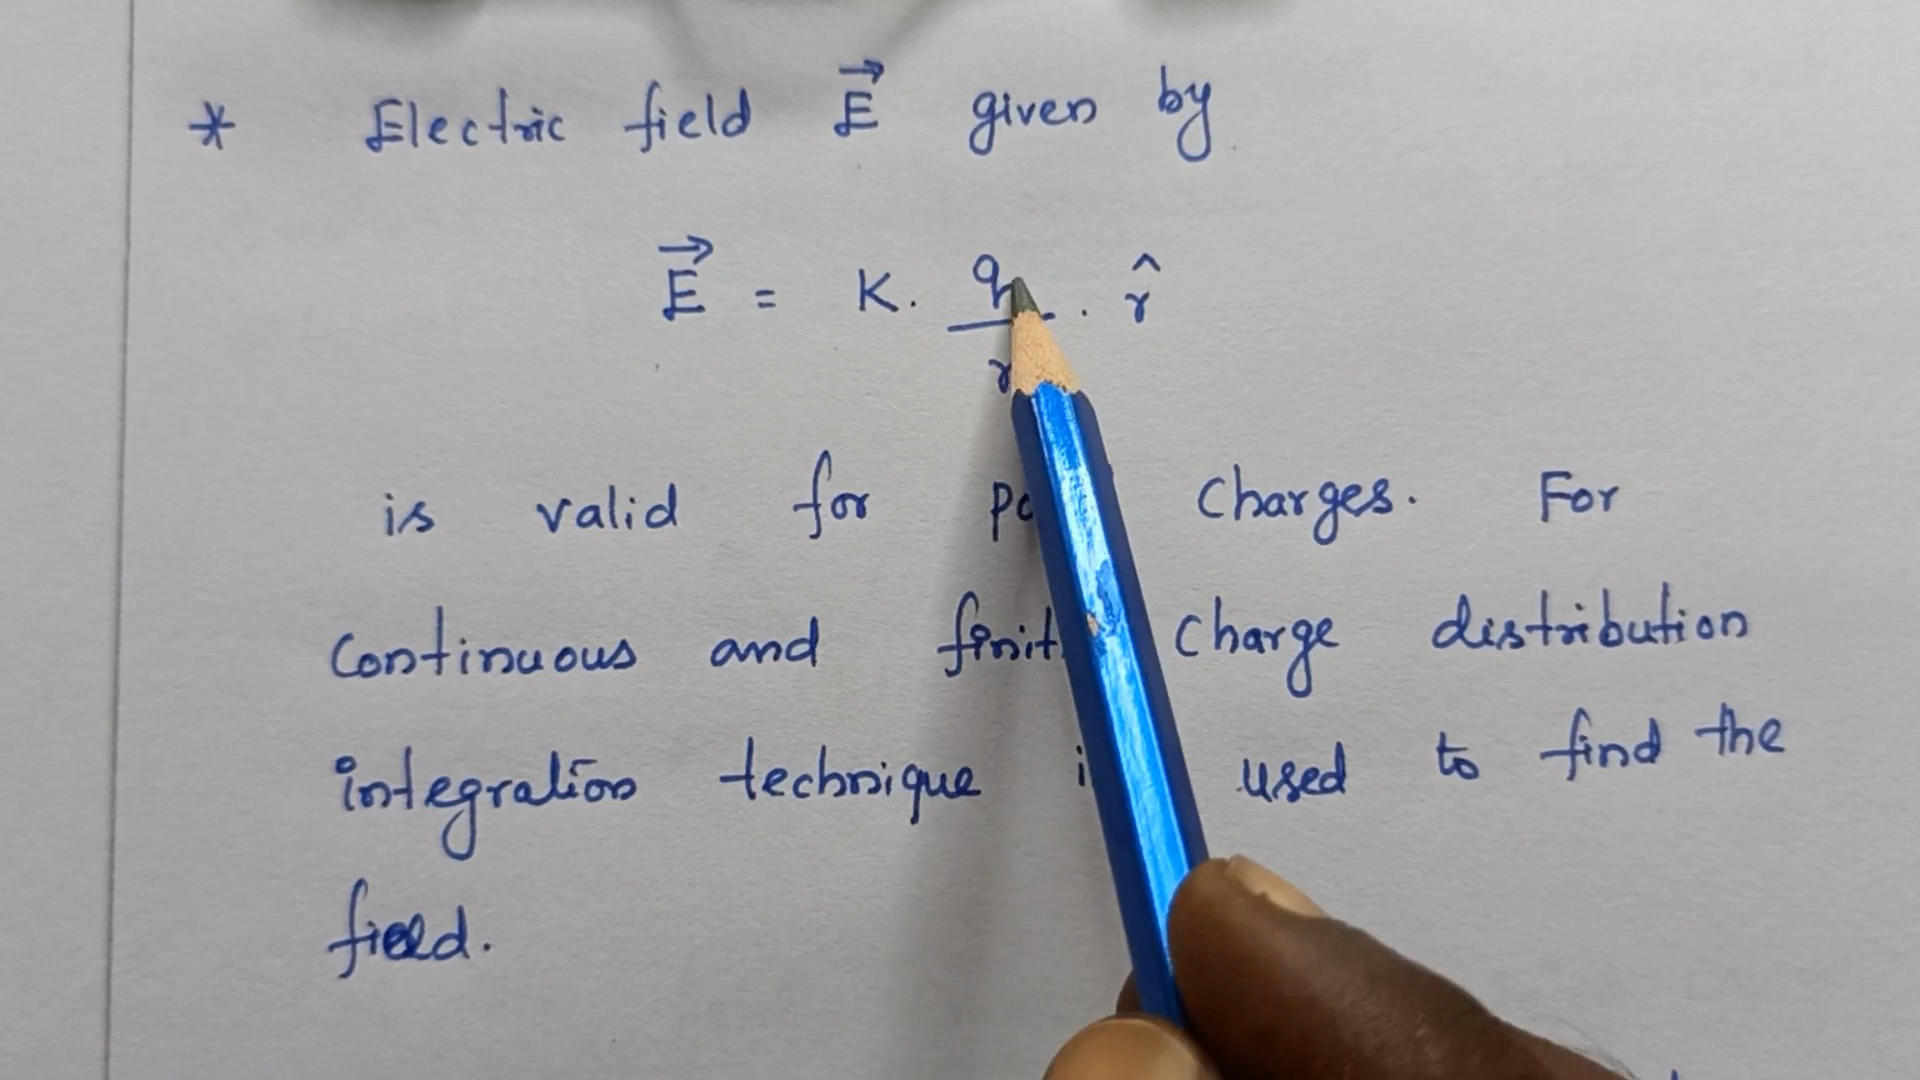 * Electric field E⃗ given by
E⃗ = K. q/r . r̂
is valid for charges. For
Continuous and charge distribution
integration technique used to find the
field.